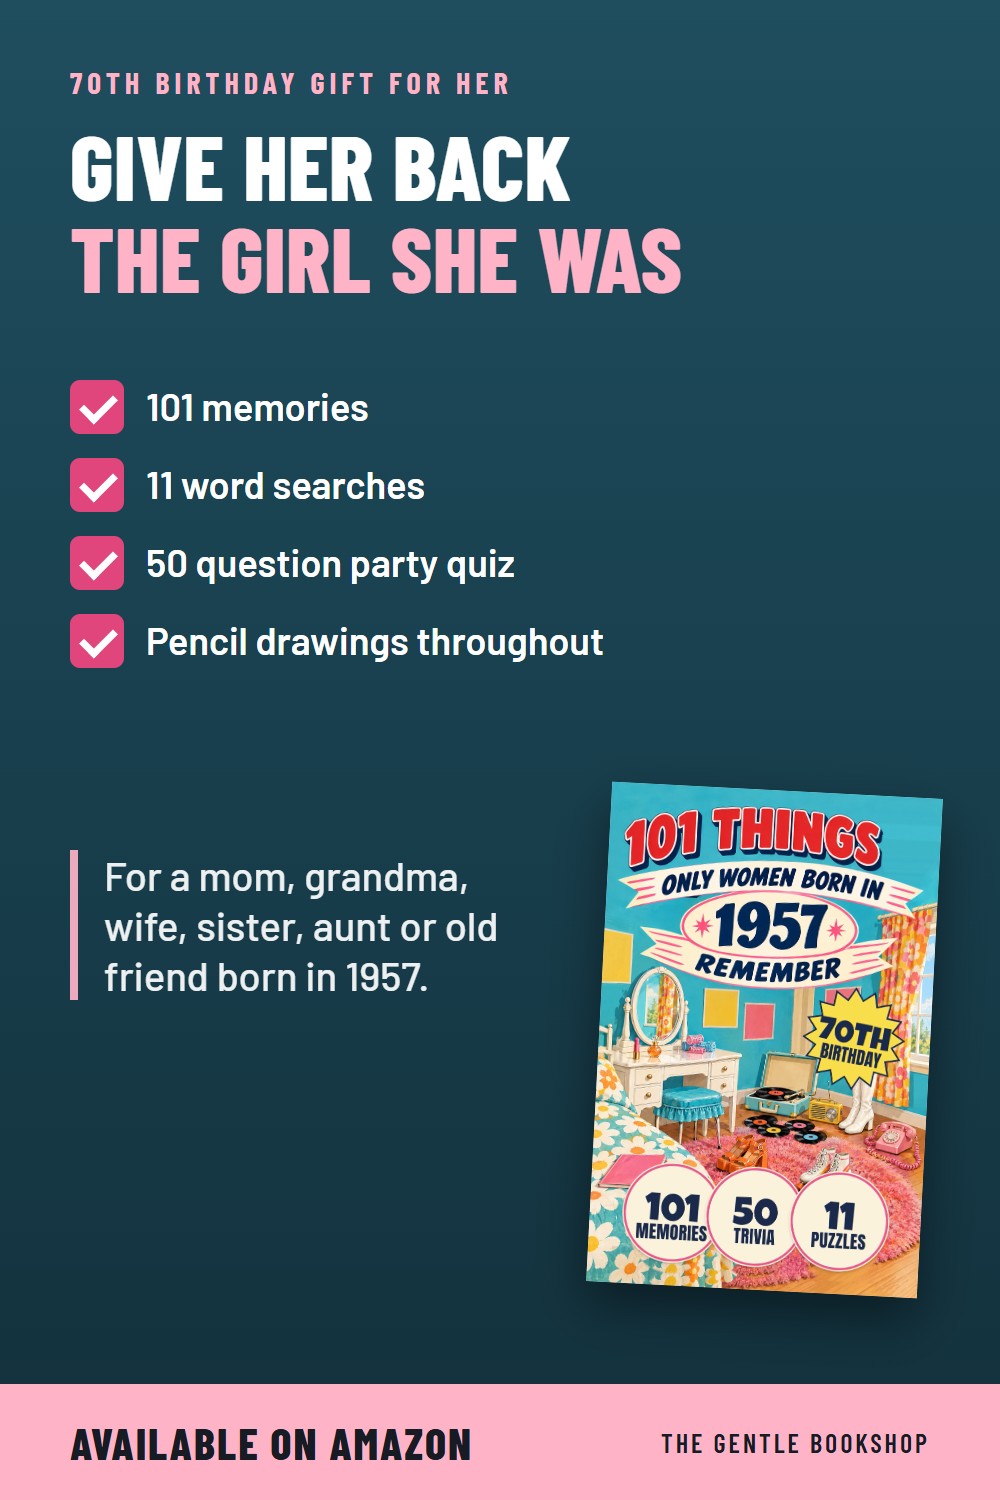 70TH BIRTHDAY GIFT FOR HER
GIVE HER BACK
THE GIRL SHE WAS
101 memories
11 word searches
50 question party quiz
Pencil drawings throughout
For a mom, grandma,
wife, sister, aunt or old
friend born in 1957.
101 THINGS
ONLY WOMEN BORN IN
1957
REMEMBER
70TH
BIRTHDAY
101
MEMORIES
50
TRIVIA
11
PUZZLES
AVAILABLE ON AMAZON
THE GENTLE BOOKSHOP